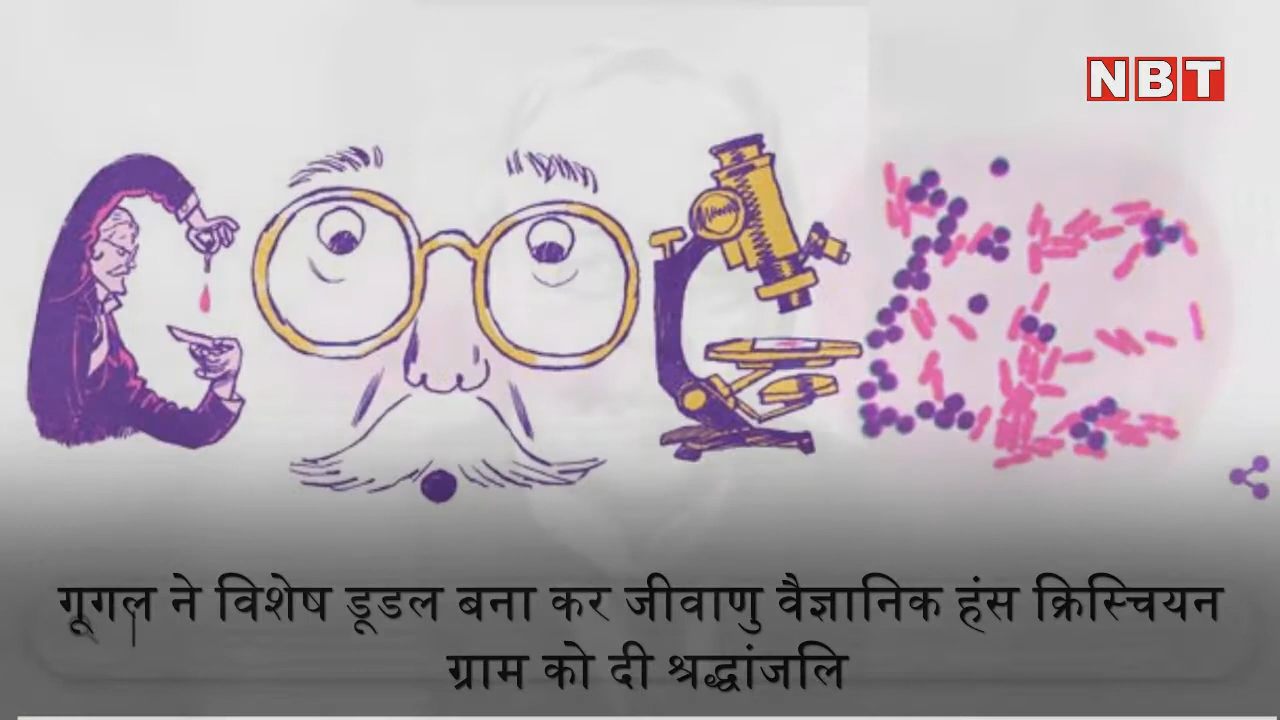 NBT
गूगल ने विशेष डूडल बना कर जीवाणु वैज्ञानिक हंस क्रिस्चियन
ग्राम को दी श्रद्धांजलि